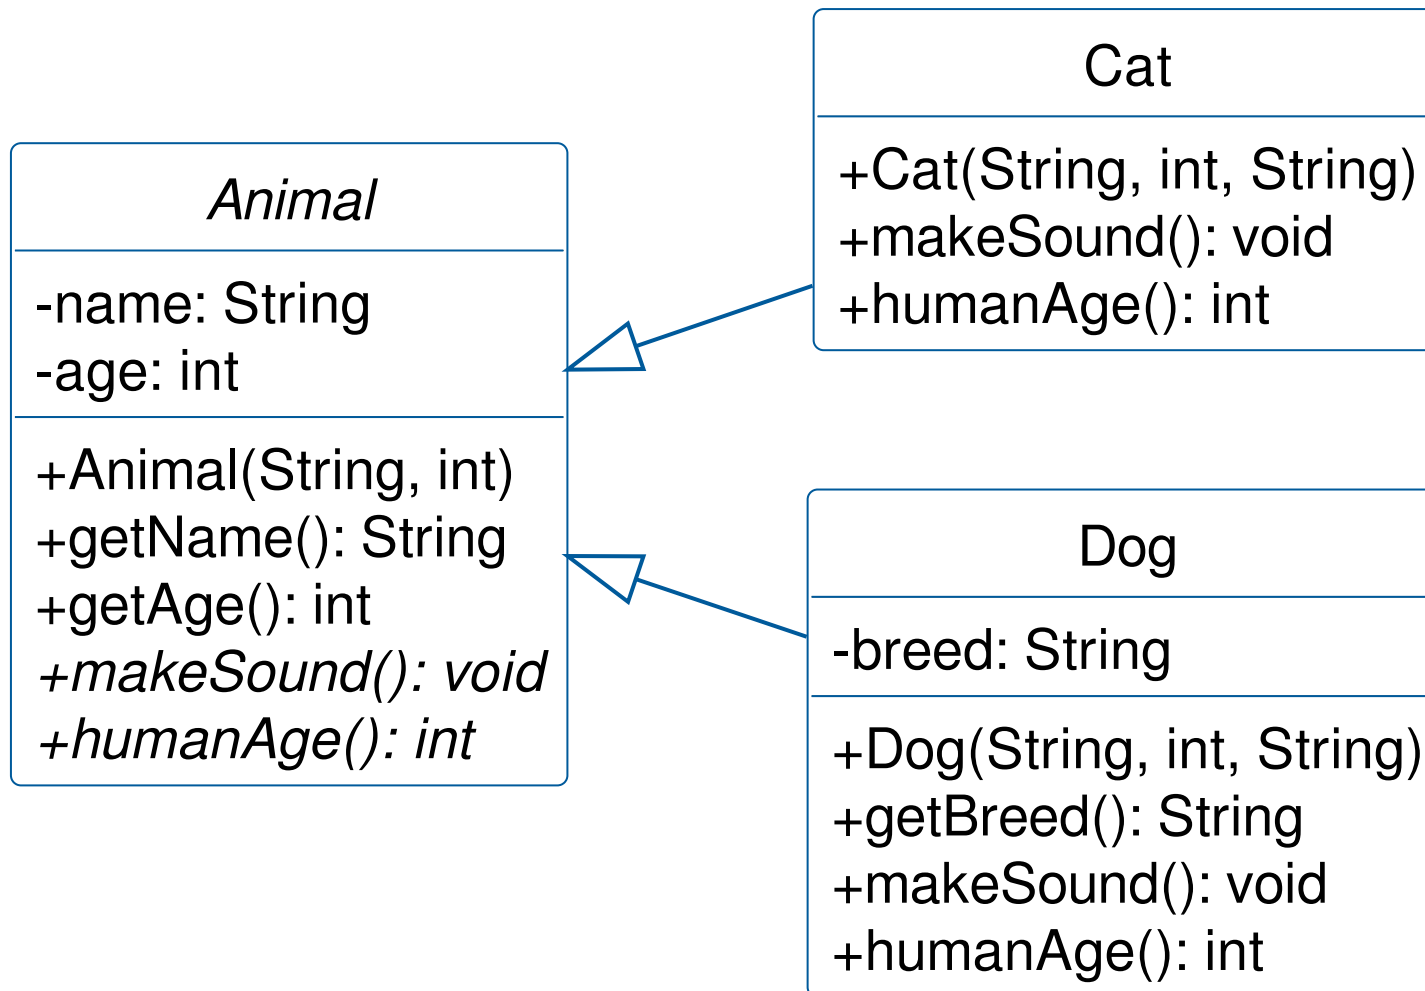 Animal
-name: String
-age: int
+Animal(String, int)
+getName(): String
+getAge(): int
+makeSound(): void
+humanAge(): int
Cat
+Cat(String, int, String)
+makeSound(): void
+humanAge(): int
Dog
-breed: String
+Dog(String, int, String)
+getBreed(): String
+makeSound(): void
+humanAge(): int